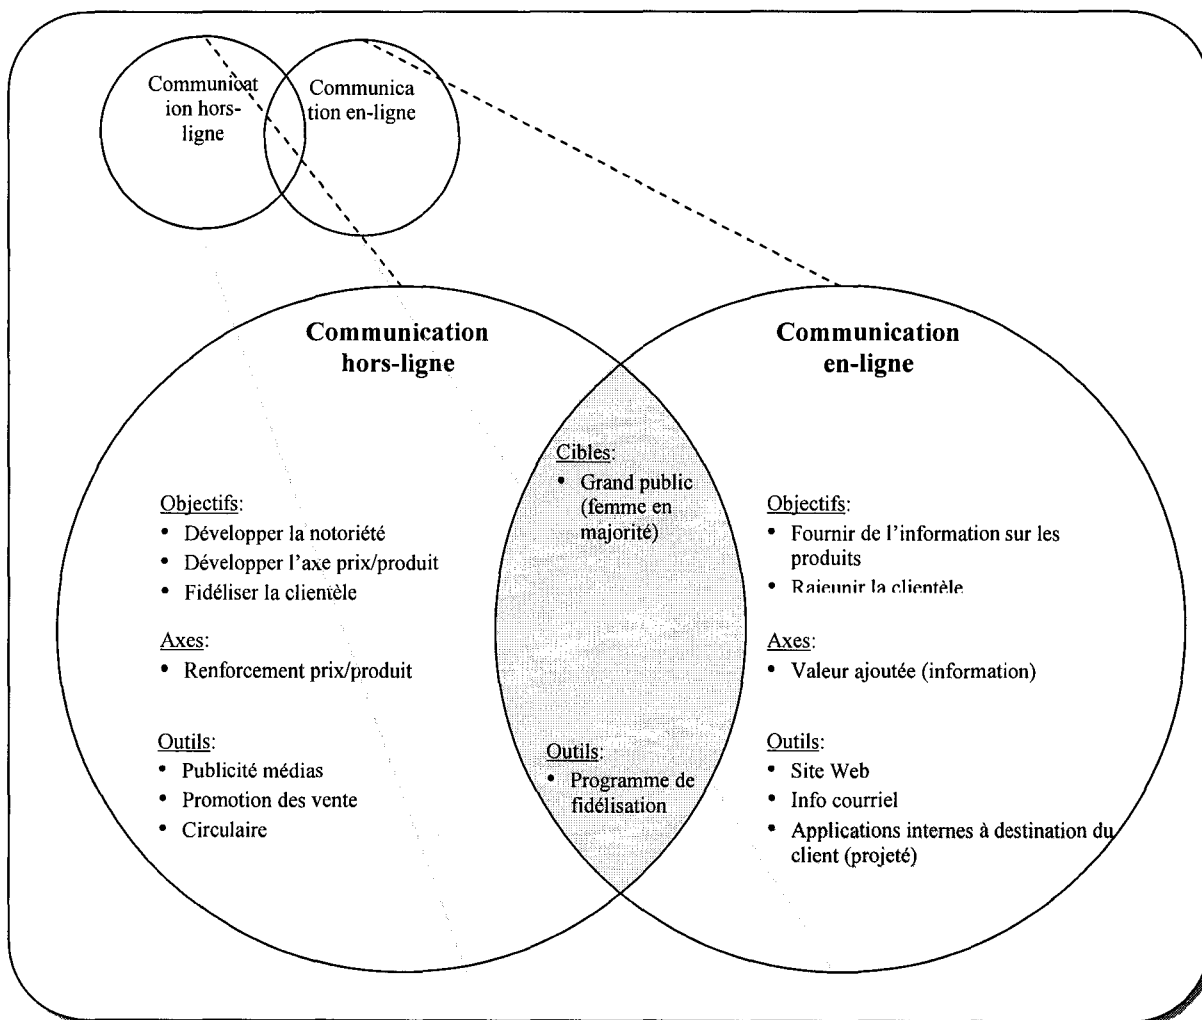 Communicat
ion hors-
ligne
Communica
tion en-ligne
Communication
hors-ligne
Objectifs:
• Développer la notoriété
• Développer l'axe prix/produit
• Fidéliser la clientèle
Axes:
• Renforcement prix/produit
Outils:
• Publicité médias
• Promotion des vente
• Circulaire
Cibles:
• Grand public
(femme en
majorité)
Outils:
• Programme de
fidélisation
Communication
en-ligne
Objectifs:
• Fournir de l'information sur les
produits
• Rajeunir la clientèle
Axes:
• Valeur ajoutée (information)
Outils:
• Site Web
• Info courriel
• Applications internes à destination du
client (projeté)